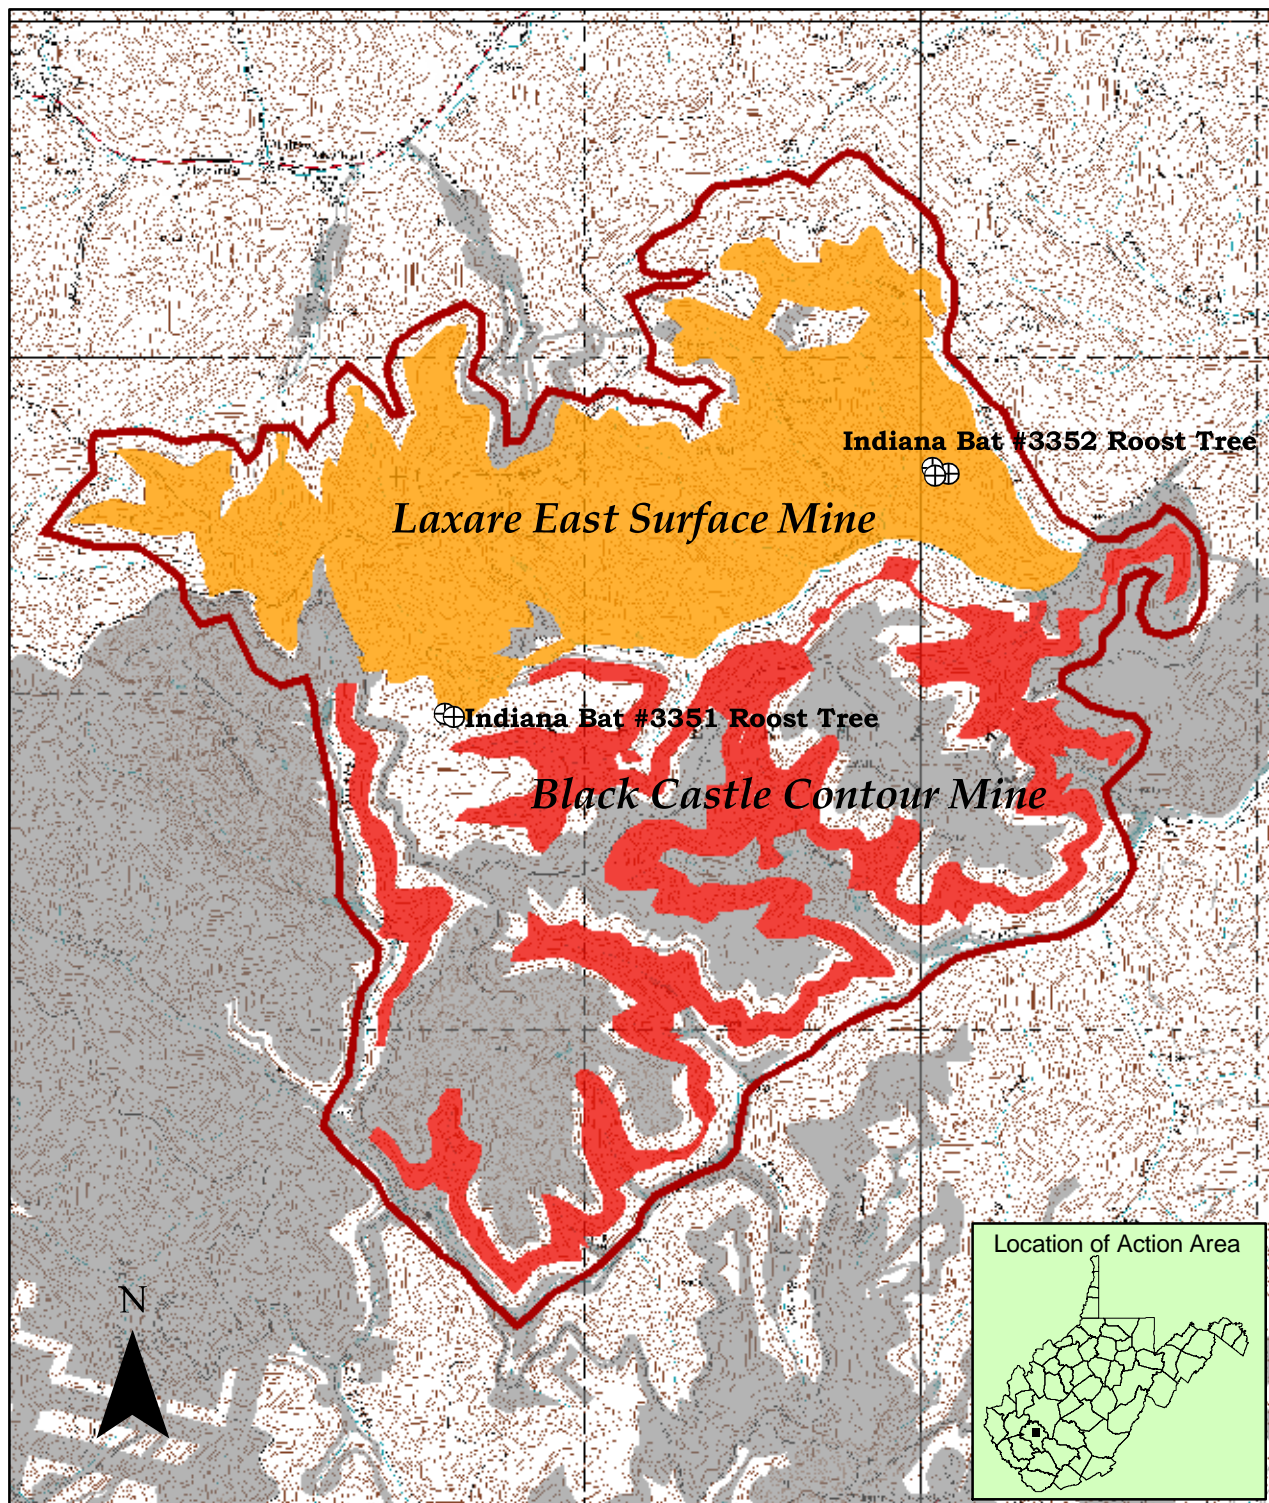 Indiana Bat #3352 Roost Tree
Laxare East Surface Mine
Indiana Bat #3351 Roost Tree
Black Castle Contour Mine
Location of Action Area
N